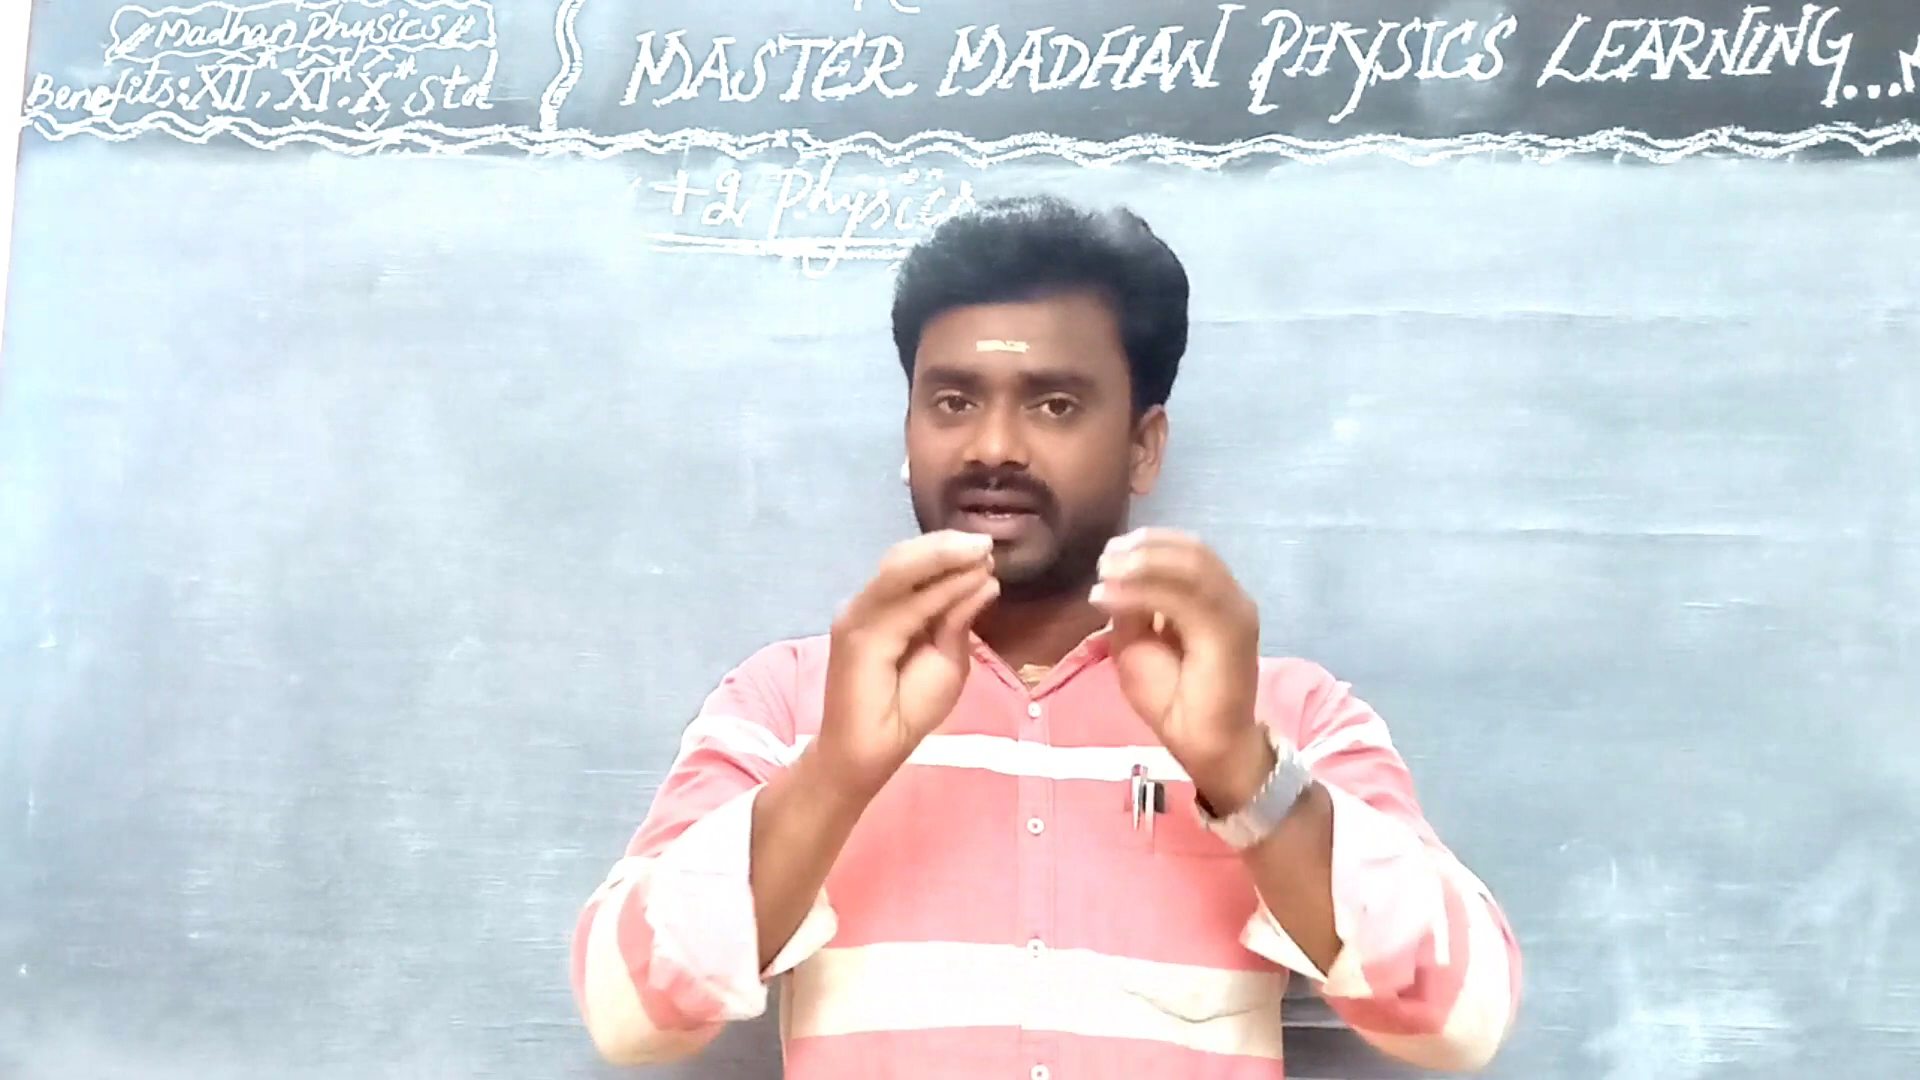 Madhan Physics
Benefits: XII*, XI*, X* Std
MASTER MADHAN PHYSICS LEARNING...
+2 Physics